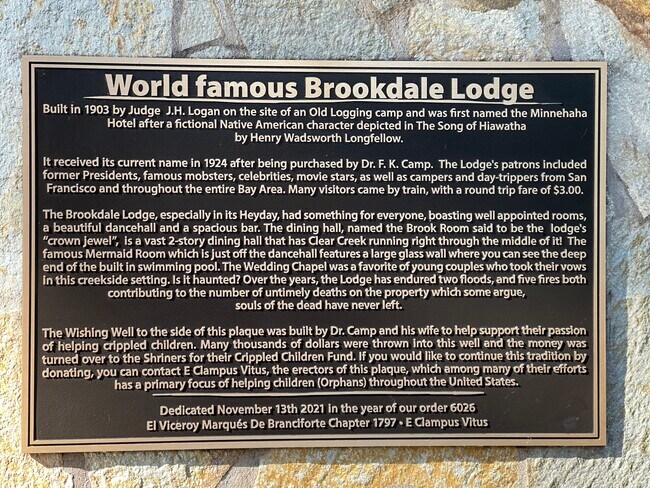 World famous Brookdale Lodge
Built in 1903 by Judge J.H. Logan on the site of an Old Logging camp and was first named the Minnehaha
Hotel after a fictional Native American character depicted in The Song of Hiawatha
by Henry Wadsworth Longfellow.
It received its current name in 1924 after being purchased by Dr. F. K. Camp. The Lodge's patrons included
former Presidents, famous mobsters, celebrities, movie stars, as well as campers and day-trippers from San
Francisco and throughout the entire Bay Area. Many visitors came by train, with a round trip fare of $3.00.
The Brookdale Lodge, especially in its Heyday, had something for everyone, boasting well appointed rooms,
a beautiful dancehall and a spacious bar. The dining hall, named the Brook Room said to be the lodge's
"crown jewel", is a vast 2-story dining hall that has Clear Creek running right through the middle of it! The
famous Mermaid Room which is just off the dancehall features a large glass wall where you can see the deep
end of the built in swimming pool. The Wedding Chapel was a favorite of young couples who took their vows
in this creekside setting. Is it haunted? Over the years, the Lodge has endured two floods, and five fires both
contributing to the number of untimely deaths on the property which some argue,
souls of the dead have never left.
The Wishing Well to the side of this plaque was built by Dr. Camp and his wife to help support their passion
of helping crippled children. Many thousands of dollars were thrown into this well and the money was
turned over to the Shriners for their Crippled Children Fund. If you would like to continue this tradition by
donating, you can contact E Clampus Vitus, the erectors of this plaque, which among many of their efforts
has a primary focus of helping children (Orphans) throughout the United States.
Dedicated November 13th 2021 in the year of our order 6026
El Viceroy Marqués De Branciforte Chapter 1797 • E Clampus Vitus